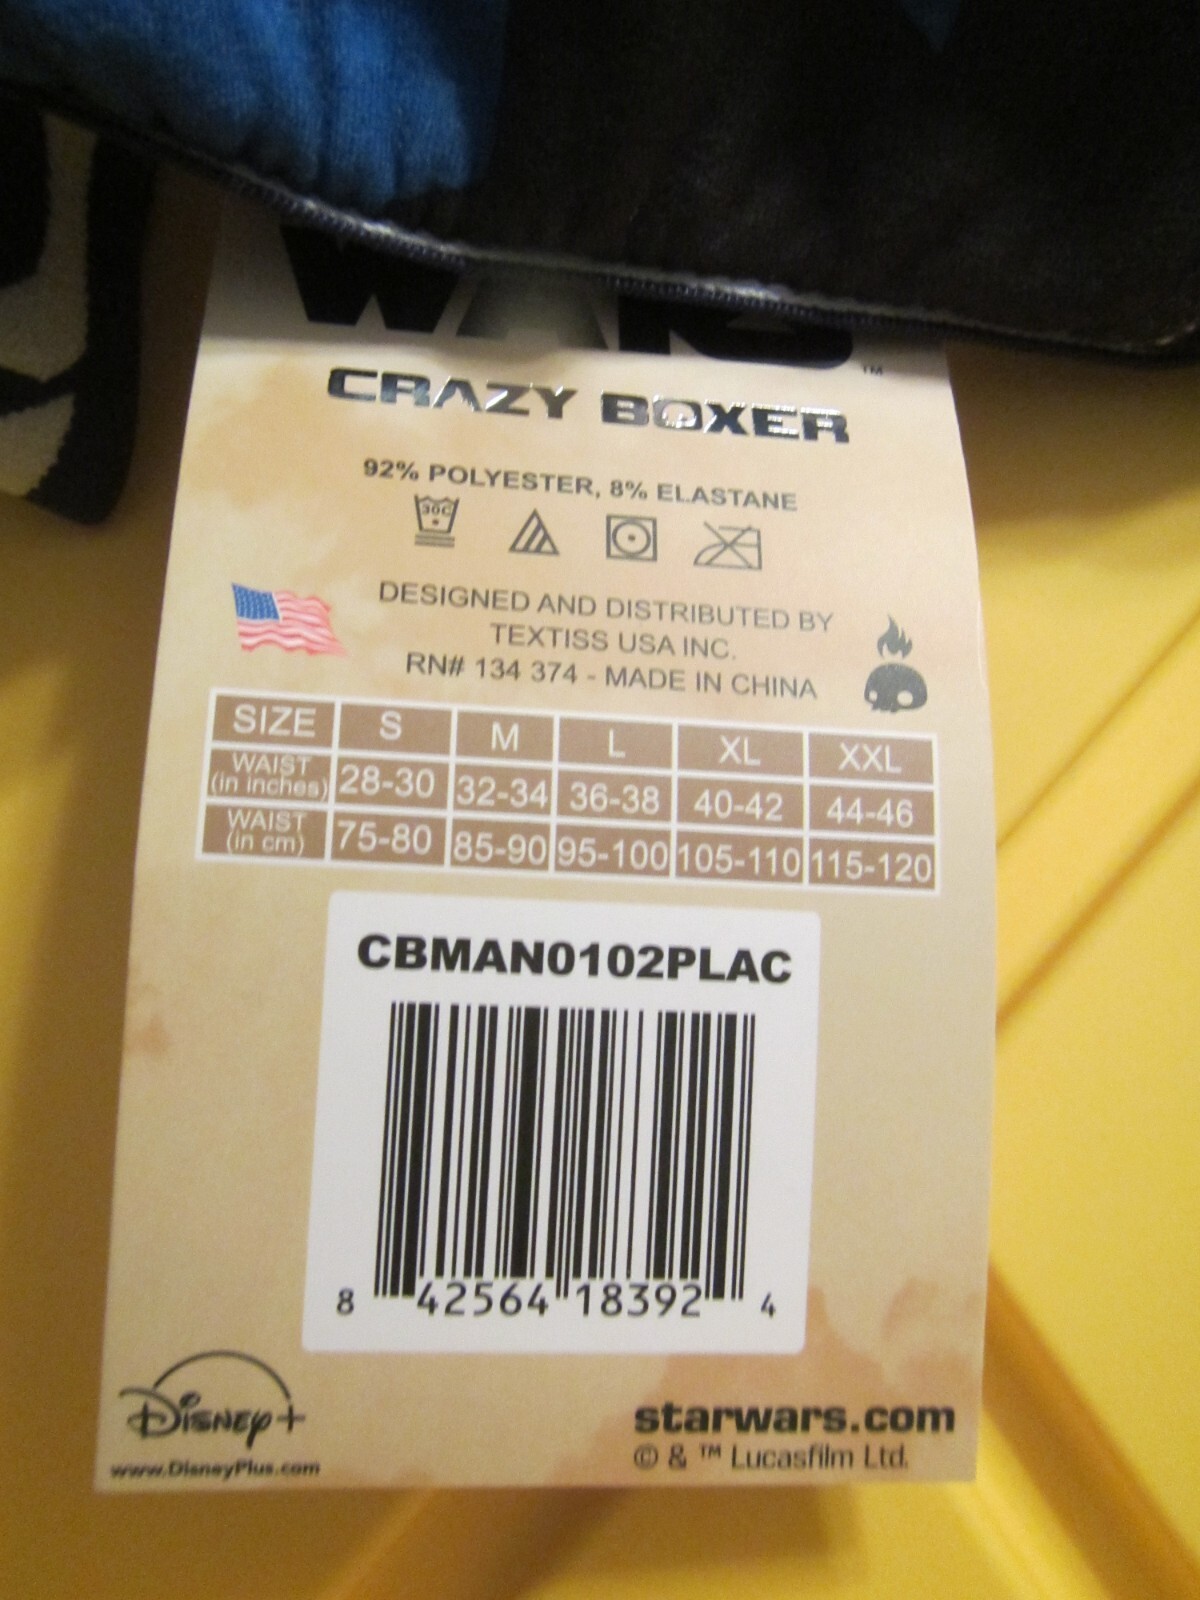 WARS™
CRAZY BOXER
92% POLYESTER, 8% ELASTANE
30C
DESIGNED AND DISTRIBUTED BY
TEXTISS USA INC.
RN# 134 374 - MADE IN CHINA
SIZE S M L XL XXL
WAIST (in inches) 28-30 32-34 36-38 40-42 44-46
WAIST (in cm) 75-80 85-90 95-100 105-110 115-120
CBMAN0102PLAC
8 42564 18392 4
Disney+
www.DisneyPlus.com
starwars.com
© & ™ Lucasfilm Ltd.